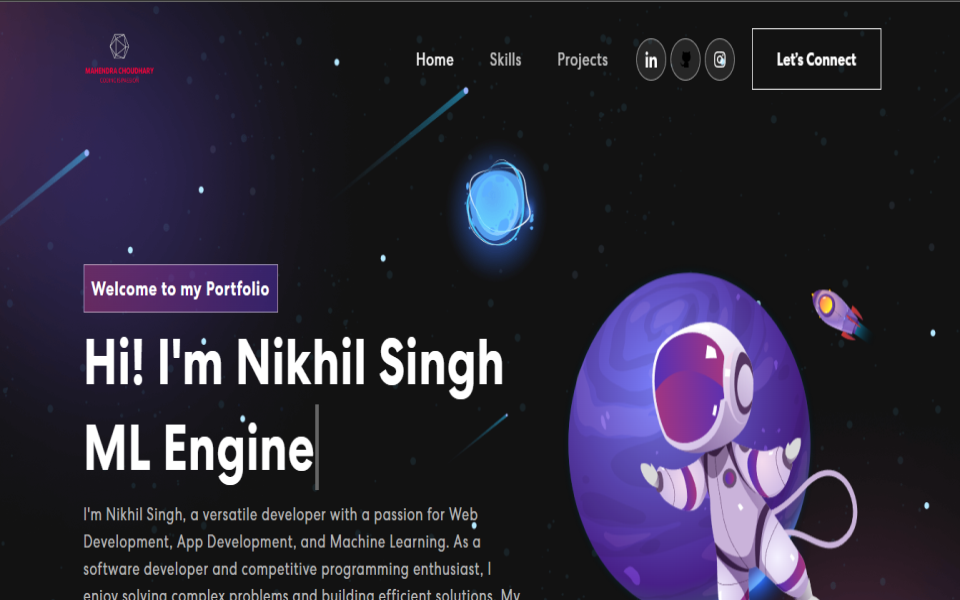 MAHENDRA CHOUDHARY
Home
Skills
Projects
in
Let's Connect
Welcome to my Portfolio
Hi! I'm Nikhil Singh
ML Engine
I'm Nikhil Singh, a versatile developer with a passion for Web
Development, App Development, and Machine Learning. As a
software developer and competitive programming enthusiast, I
enjoy solving complex problems and building efficient solutions. My